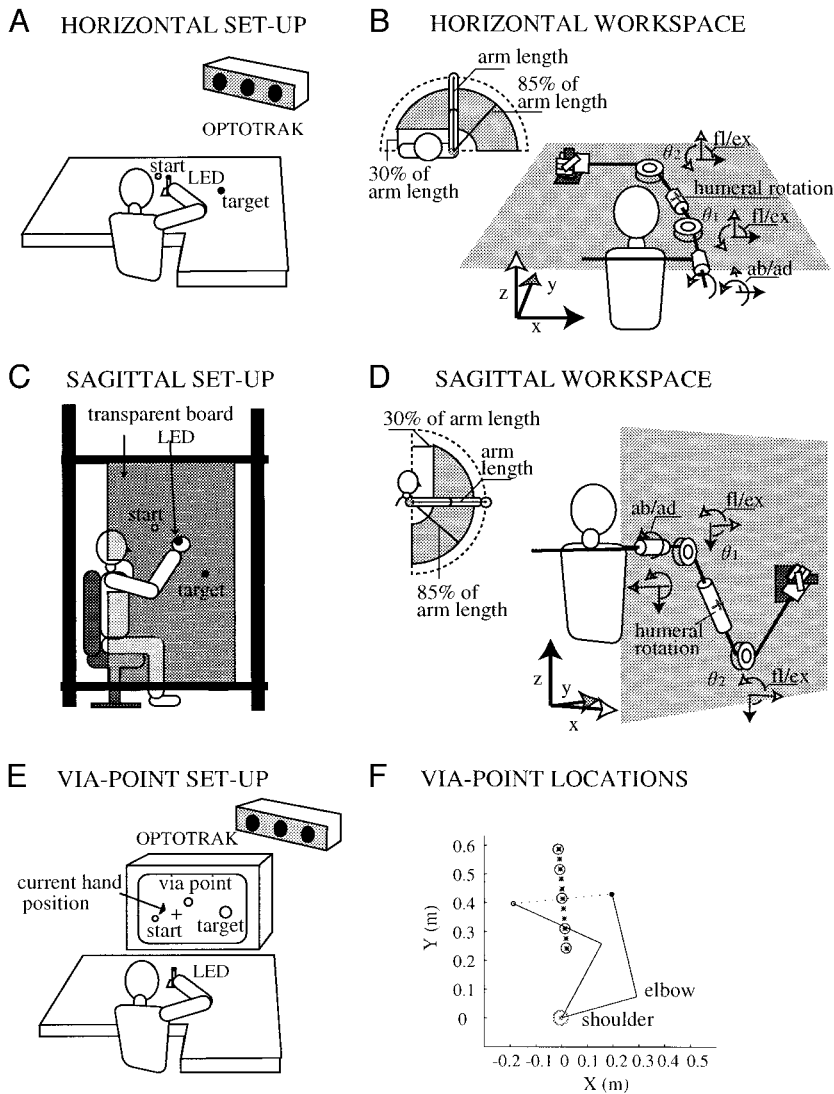 A HORIZONTAL SET-UP
OPTOTRAK
start
LED
target
B HORIZONTAL WORKSPACE
arm length
85% of
arm length
30% of
arm length
θ2
fl/ex
humeral rotation
θ1
fl/ex
ab/ad
z
y
x
C SAGITTAL SET-UP
transparent board
LED
start
target
D SAGITTAL WORKSPACE
30% of arm length
arm
length
85% of
arm length
ab/ad
fl/ex
θ1
humeral
rotation
θ2
fl/ex
z
y
x
E VIA-POINT SET-UP
OPTOTRAK
current hand
position
via point
+
start
target
LED
F VIA-POINT LOCATIONS
0.6
0.5
0.4
0.3
0.2
0.1
0
Y (m)
elbow
shoulder
-0.2 0 0.1 0.2 0.3 0.4 0.5
X (m)